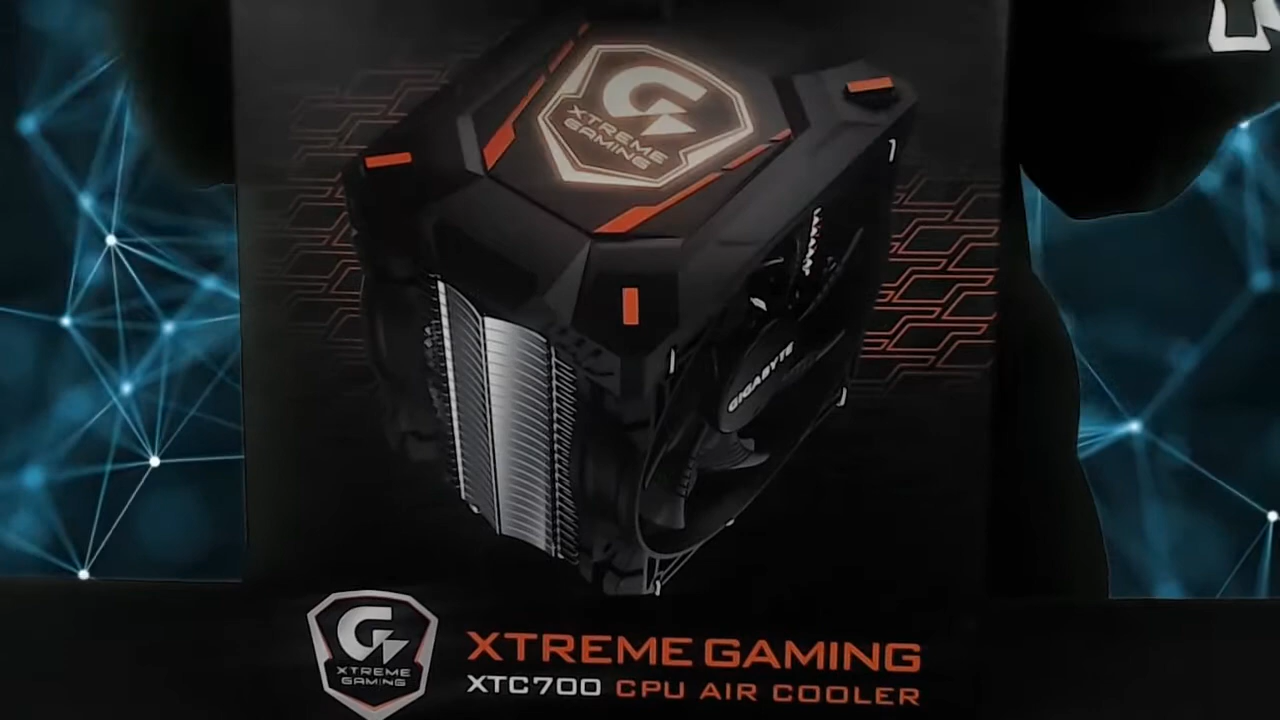 G
XTREME
GAMING
GIGABYTE
G
XTREME
GAMING
XTREME GAMING
XTC700 CPU AIR COOLER